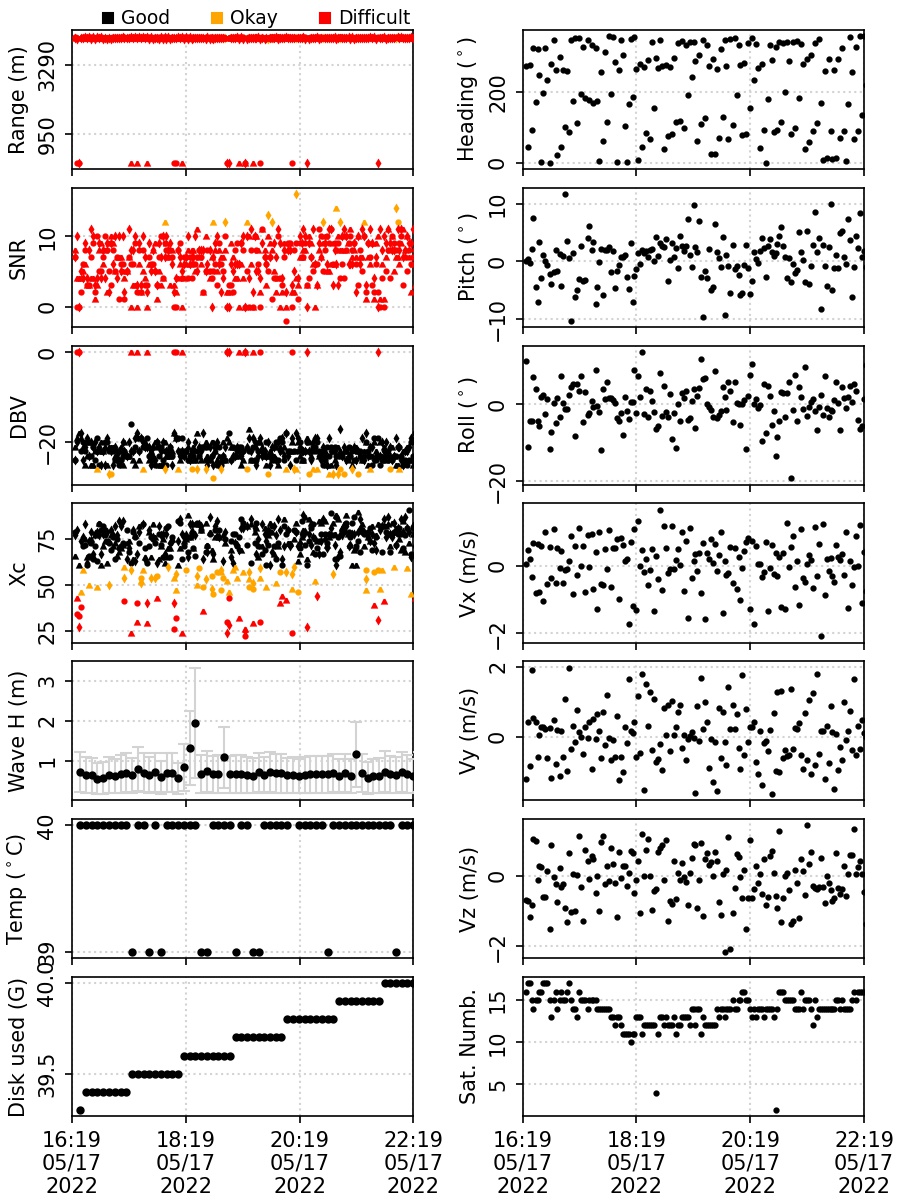 Good Okay Difficult
Range (m)
3290
950
Heading (°)
200
0
SNR
10
0
Pitch (°)
10
0
−10
DBV
0
−20
Roll (°)
0
−20
Xc
75
50
25
Vx (m/s)
0
−2
Wave H (m)
3
2
1
Vy (m/s)
2
0
Temp (°C)
40
39
Vz (m/s)
0
−2
Disk used (G)
40.0
39.5
Sat. Numb.
15
10
5
16:19 18:19 20:19 22:19
05/17 05/17 05/17 05/17
2022 2022 2022 2022
16:19 18:19 20:19 22:19
05/17 05/17 05/17 05/17
2022 2022 2022 2022